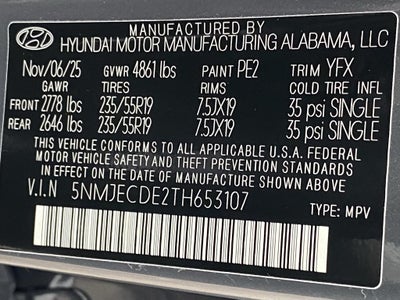 MANUFACTURED BY
HYUNDAI MOTOR MANUFACTURING ALABAMA, LLC
Nov/06/25 GVWR 4861 lbs PAINT PE2 TRIM YFX
GAWR TIRES RIMS COLD TIRE INFL
FRONT 2778 lbs 235/55R19 7.5JX19 35 psi SINGLE
REAR 2646 lbs 235/55R19 7.5JX19 35 psi SINGLE
THIS VEHICLE CONFORMS TO ALL APPLICABLE U.S.A. FEDERAL
MOTOR VEHICLE SAFETY AND THEFT PREVENTION STANDARDS
IN EFFECT ON THE DATE OF MANUFACTURE SHOWN ABOVE.
V.I.N 5NMJECDE2TH653107
TYPE: MPV